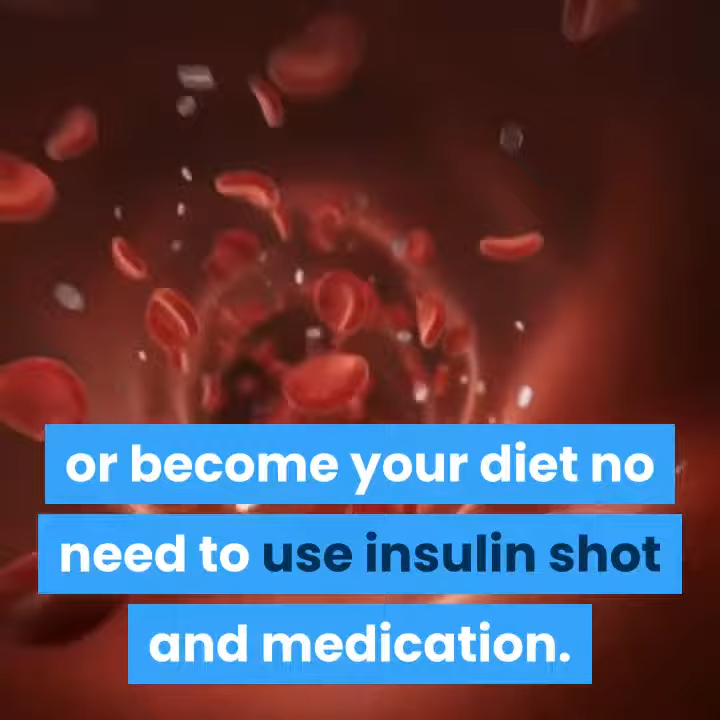 or become your diet no
need to use insulin shot
and medication.